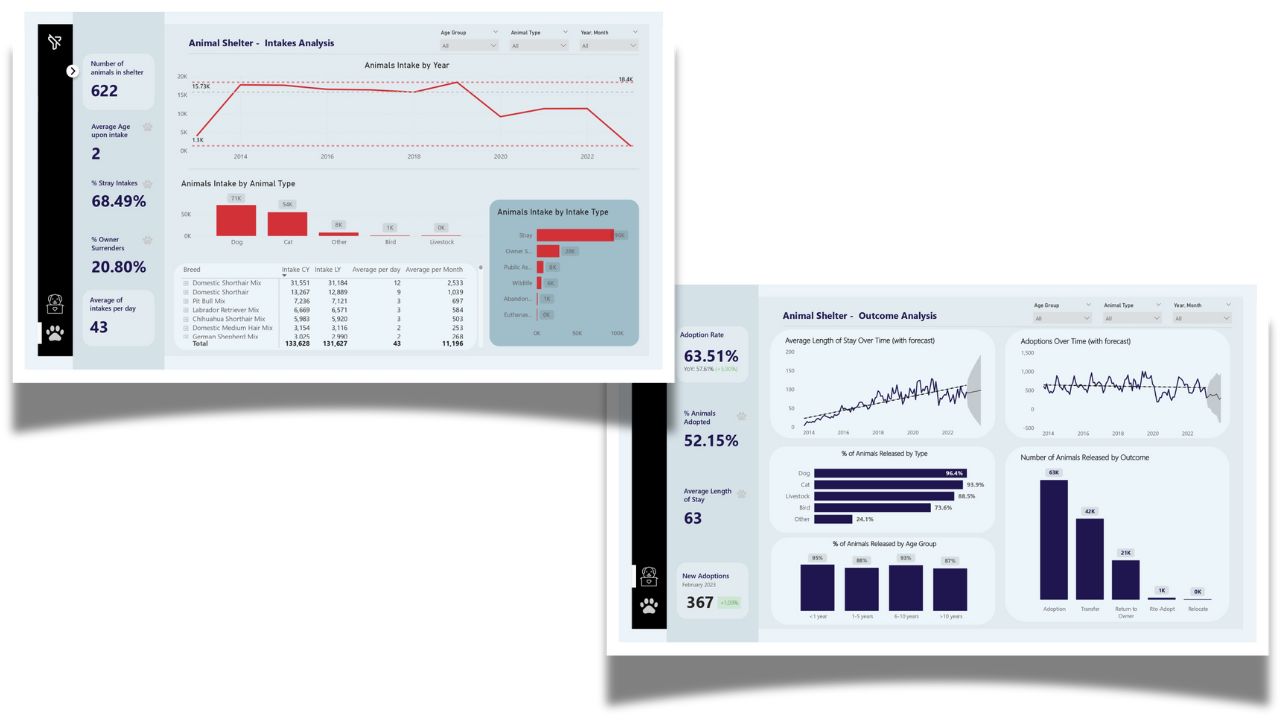 Animal Shelter - Intakes Analysis
Age Group
Animal Type
Year, Month
All
All
All
Number of
animals in shelter
622
Average Age
upon intake
2
% Stray Intakes
68.49%
% Owner
Surrenders
20.80%
Average of
intakes per day
43
Animals Intake by Year
20K
15K
10K
5K
0K
15.73K
1.3K
18.4K
2014
2016
2018
2020
2022
Animals Intake by Animal Type
50K
0K
71K
54K
8K
1K
0K
Dog
Cat
Other
Bird
Livestock
Breed Intake CY Intake LY Average per day Average per Month
Domestic Shorthair Mix 31,551 31,184 12 2,533
Domestic Shorthair 13,267 12,889 9 1,039
Pit Bull Mix 7,236 7,121 3 697
Labrador Retriever Mix 6,669 6,571 3 584
Chihuahua Shorthair Mix 5,983 5,920 3 503
Domestic Medium Hair Mix 3,154 3,116 2 253
German Shepherd Mix 3,025 2,990 2 268
Total 133,628 131,627 43 11,196
Animals Intake by Intake Type
Stray
Owner S...
Public As...
Wildlife
Abandon...
Euthanas...
8K
6K
1K
0K
0K
50K
100K
Animal Shelter - Outcome Analysis
Age Group
Animal Type
Year, Month
All
All
All
Adoption Rate
63.51%
YoY: 57.61%
% Animals
Adopted
52.15%
Average Length
of Stay
63
New Adoptions
February 2023
367
Average Length of Stay Over Time (with forecast)
200
150
100
50
0
2014
2016
2018
2020
2022
Adoptions Over Time (with forecast)
1,500
1,000
500
0
-500
2014
2016
2018
2020
2022
% of Animals Released by Type
Dog 96.4%
Cat 93.9%
Livestock 88.5%
Bird 73.6%
Other 24.1%
% of Animals Released by Age Group
95%
88%
93%
87%
<1 year
1-5 years
6-10 years
>10 years
Number of Animals Released by Outcome
63K
42K
21K
1K
0K
Adoption
Transfer
Return to
Owner
Rto-Adopt
Relocate